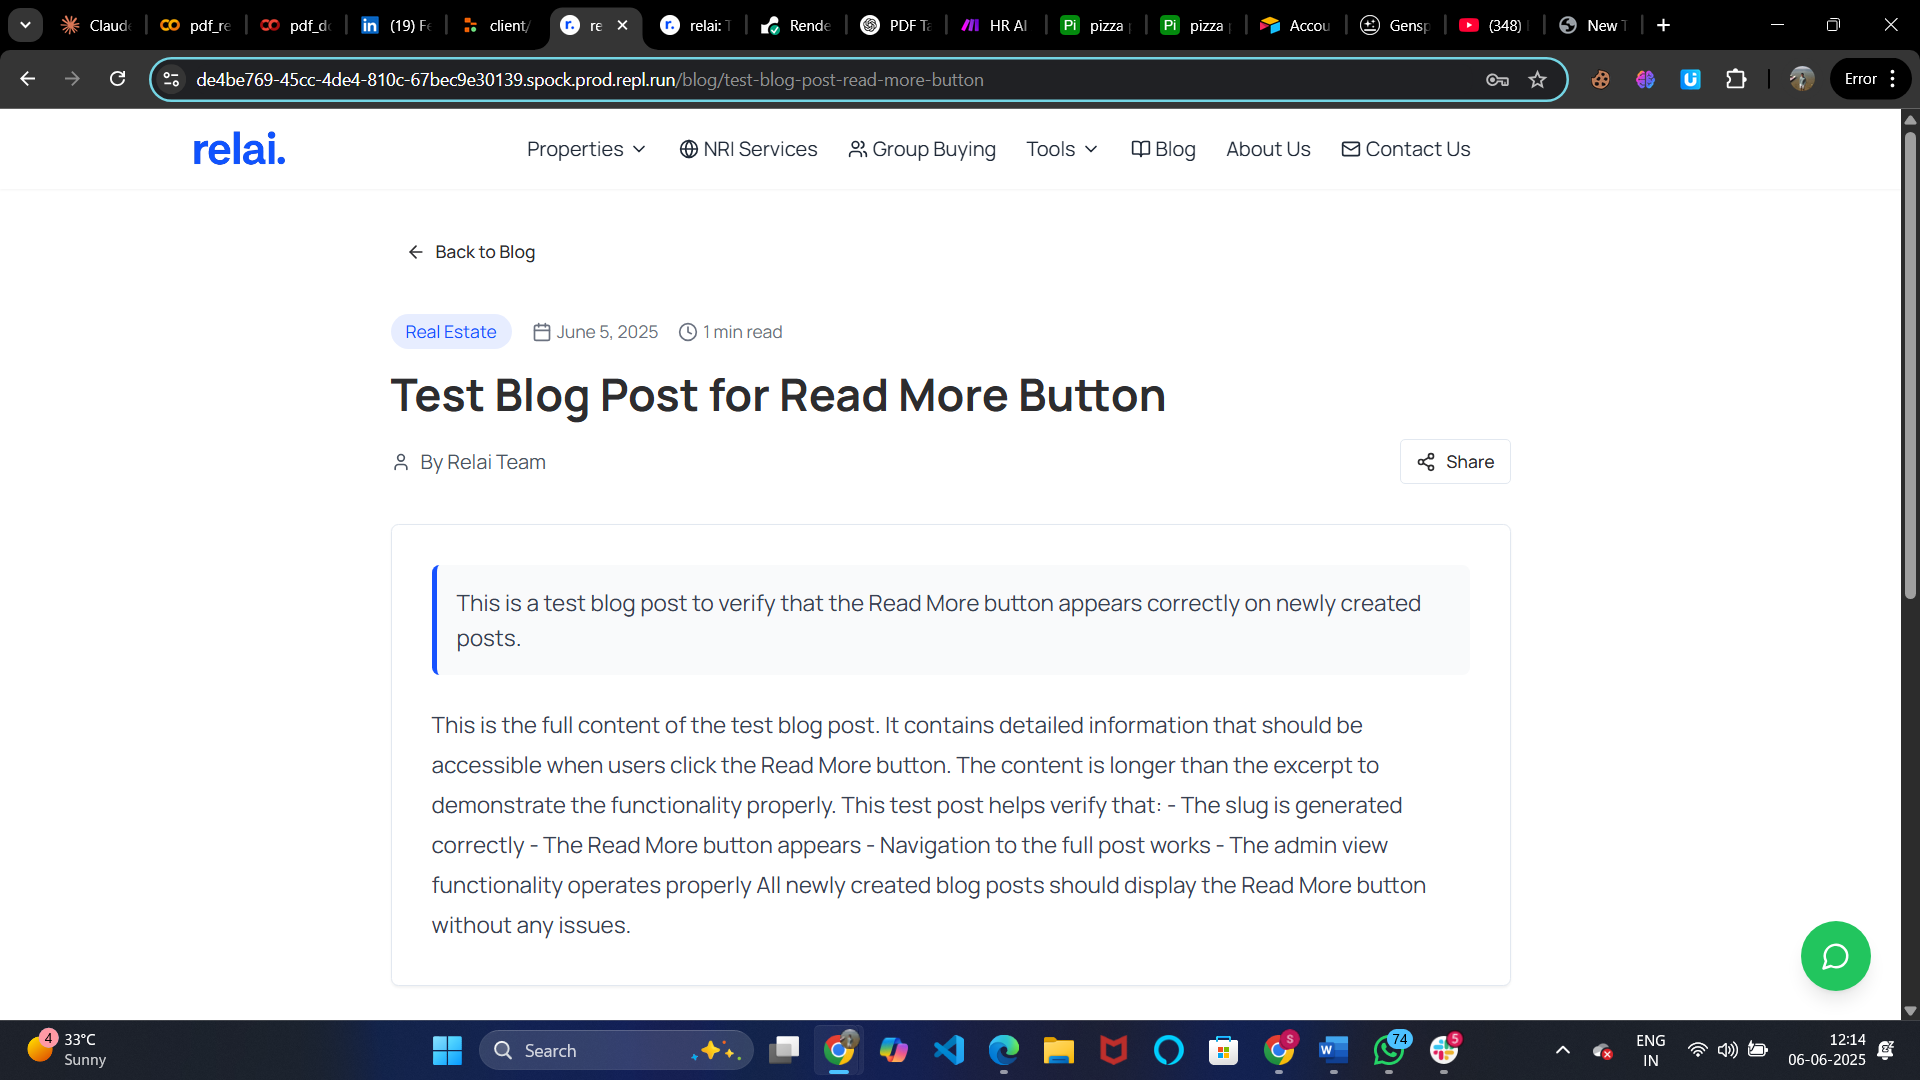 Claude
pdf_re
pdf_do
(19) Fe
client/
re
relai: T
Rende
PDF Ta
HR AI
pizza
pizza
Accou
Gensp
(348)
New T
de4be769-45cc-4de4-810c-67bec9e30139.spock.prod.repl.run/blog/test-blog-post-read-more-button
Error
relai.
Properties
NRI Services
Group Buying
Tools
Blog
About Us
Contact Us
Back to Blog
Real Estate
June 5, 2025
1 min read
Test Blog Post for Read More Button
By Relai Team
Share
This is a test blog post to verify that the Read More button appears correctly on newly created
posts.
This is the full content of the test blog post. It contains detailed information that should be
accessible when users click the Read More button. The content is longer than the excerpt to
demonstrate the functionality properly. This test post helps verify that: - The slug is generated
correctly - The Read More button appears - Navigation to the full post works - The admin view
functionality operates properly All newly created blog posts should display the Read More button
without any issues.
4
33°C
Sunny
Search
S
74
5
ENG
IN
12:14
06-06-2025